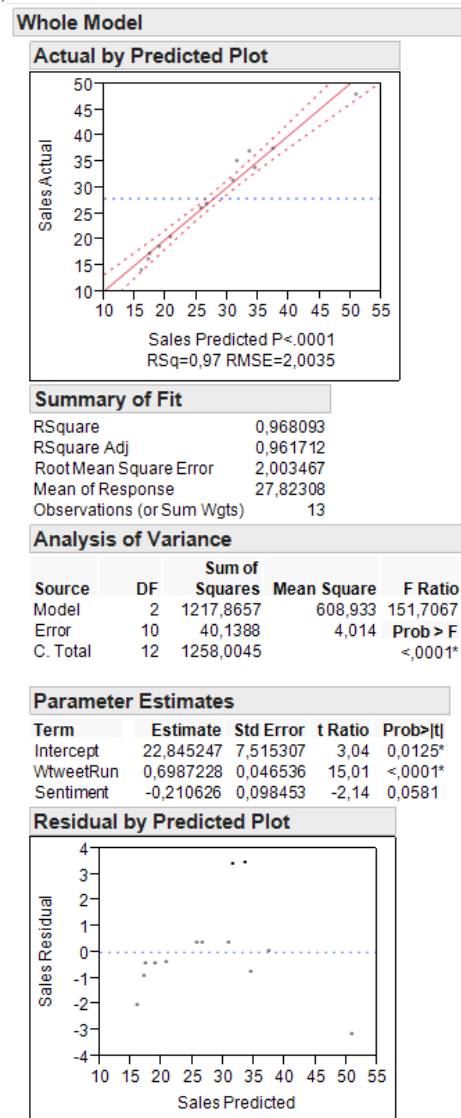 Whole Model
Actual by Predicted Plot
50
45
40
35
30
25
20
15
10
Sales Actual
10 15 20 25 30 35 40 45 50 55
Sales Predicted P<.0001
RSq=0,97 RMSE=2,0035
Summary of Fit
RSquare 0,968093
RSquare Adj 0,961712
Root Mean Square Error 2,003467
Mean of Response 27,82308
Observations (or Sum Wgts) 13
Analysis of Variance
Sum of
Source DF Squares Mean Square F Ratio
Model 2 1217,8657 608,933 151,7067
Error 10 40,1388 4,014 Prob > F
C. Total 12 1258,0045 <,0001*
Parameter Estimates
Term Estimate Std Error t Ratio Prob>|t|
Intercept 22,845247 7,515307 3,04 0,0125*
WtweetRun 0,6987228 0,046536 15,01 <,0001*
Sentiment -0,210626 0,098453 -2,14 0,0581
Residual by Predicted Plot
4
3
2
1
0
-1
-2
-3
-4
Sales Residual
10 15 20 25 30 35 40 45 50 55
Sales Predicted